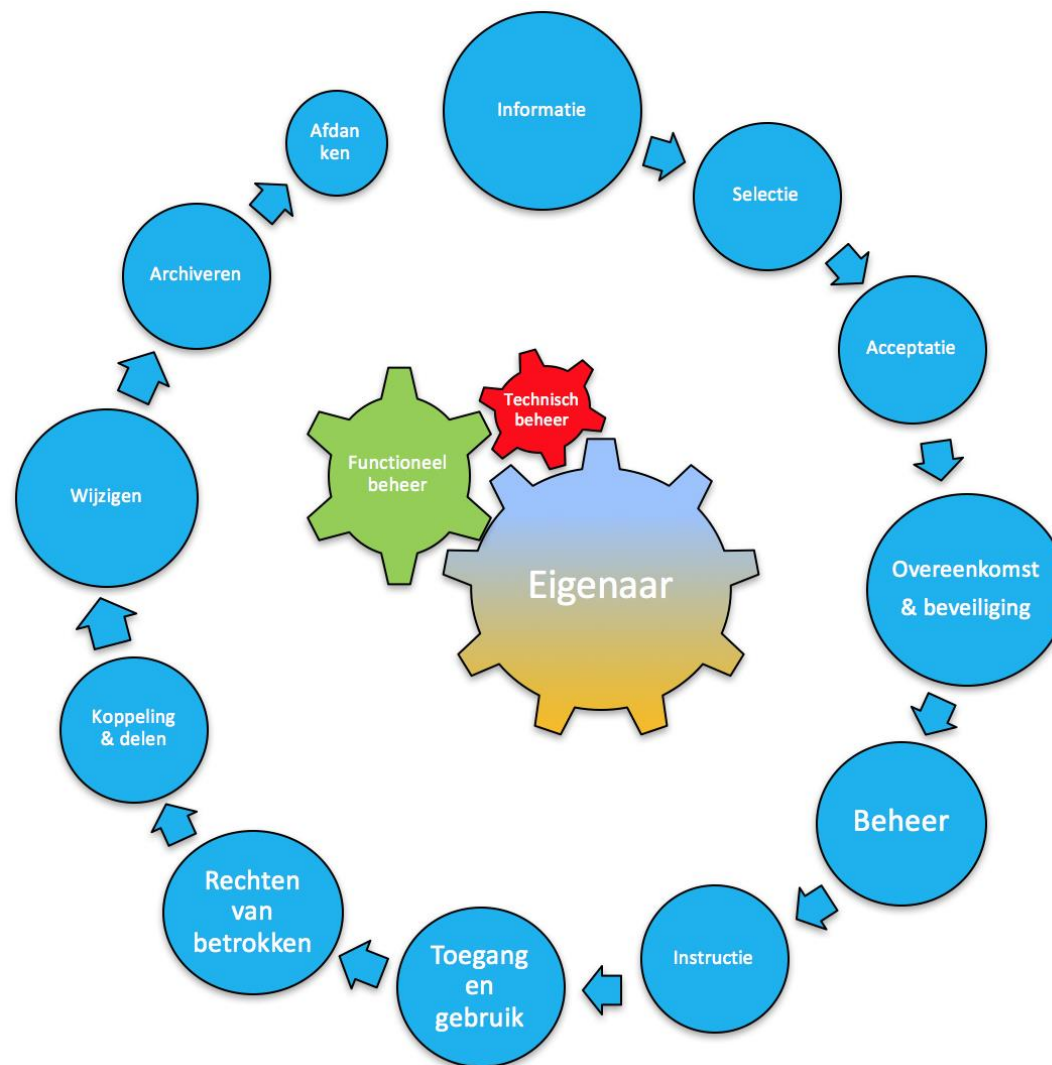 Informatie
Selectie
Acceptatie
Overeenkomst
& beveiliging
Beheer
Instructie
Toegang
en
gebruik
Rechten
van
betrokken
Koppeling
& delen
Wijzigen
Archiveren
Afdan
ken
Technisch
beheer
Functioneel
beheer
Eigenaar